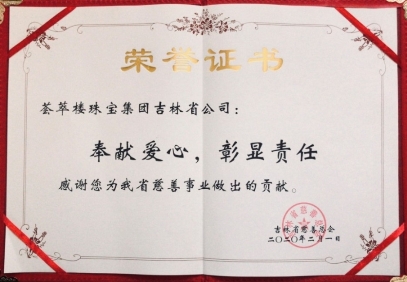 荣誉证书
荟萃楼珠宝集团吉林省公司：
奉献爱心，彰显责任
感谢您为我省慈善事业做出的贡献。
吉林省慈善总会
二〇二〇年二月一日